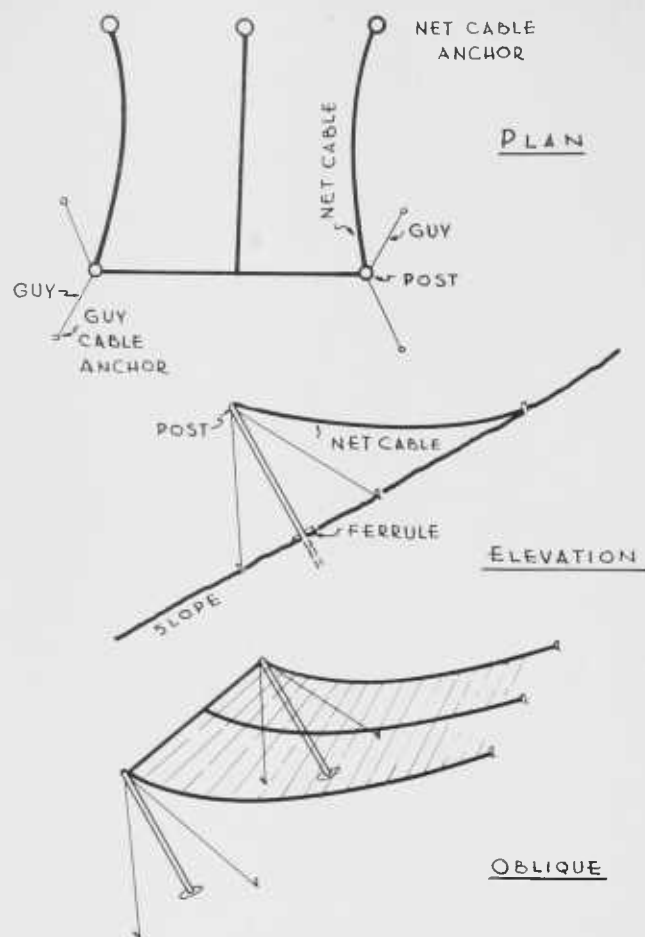 NET CABLE
ANCHOR
PLAN
NET CABLE
GUY
POST
GUY
GUY
CABLE
ANCHOR
POST
NET CABLE
FERRULE
ELEVATION
SLOPE
OBLIQUE